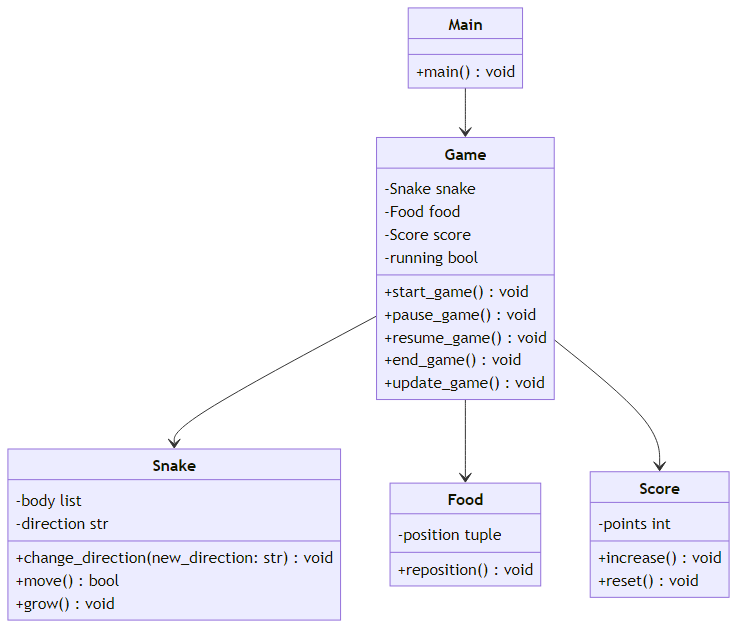 Main
+main() : void
Game
-Snake snake
-Food food
-Score score
-running bool
+start_game() : void
+pause_game() : void
+resume_game() : void
+end_game() : void
+update_game() : void
Snake
-body list
-direction str
+change_direction(new_direction: str) : void
+move() : bool
+grow() : void
Food
-position tuple
+reposition() : void
Score
-points int
+increase() : void
+reset() : void